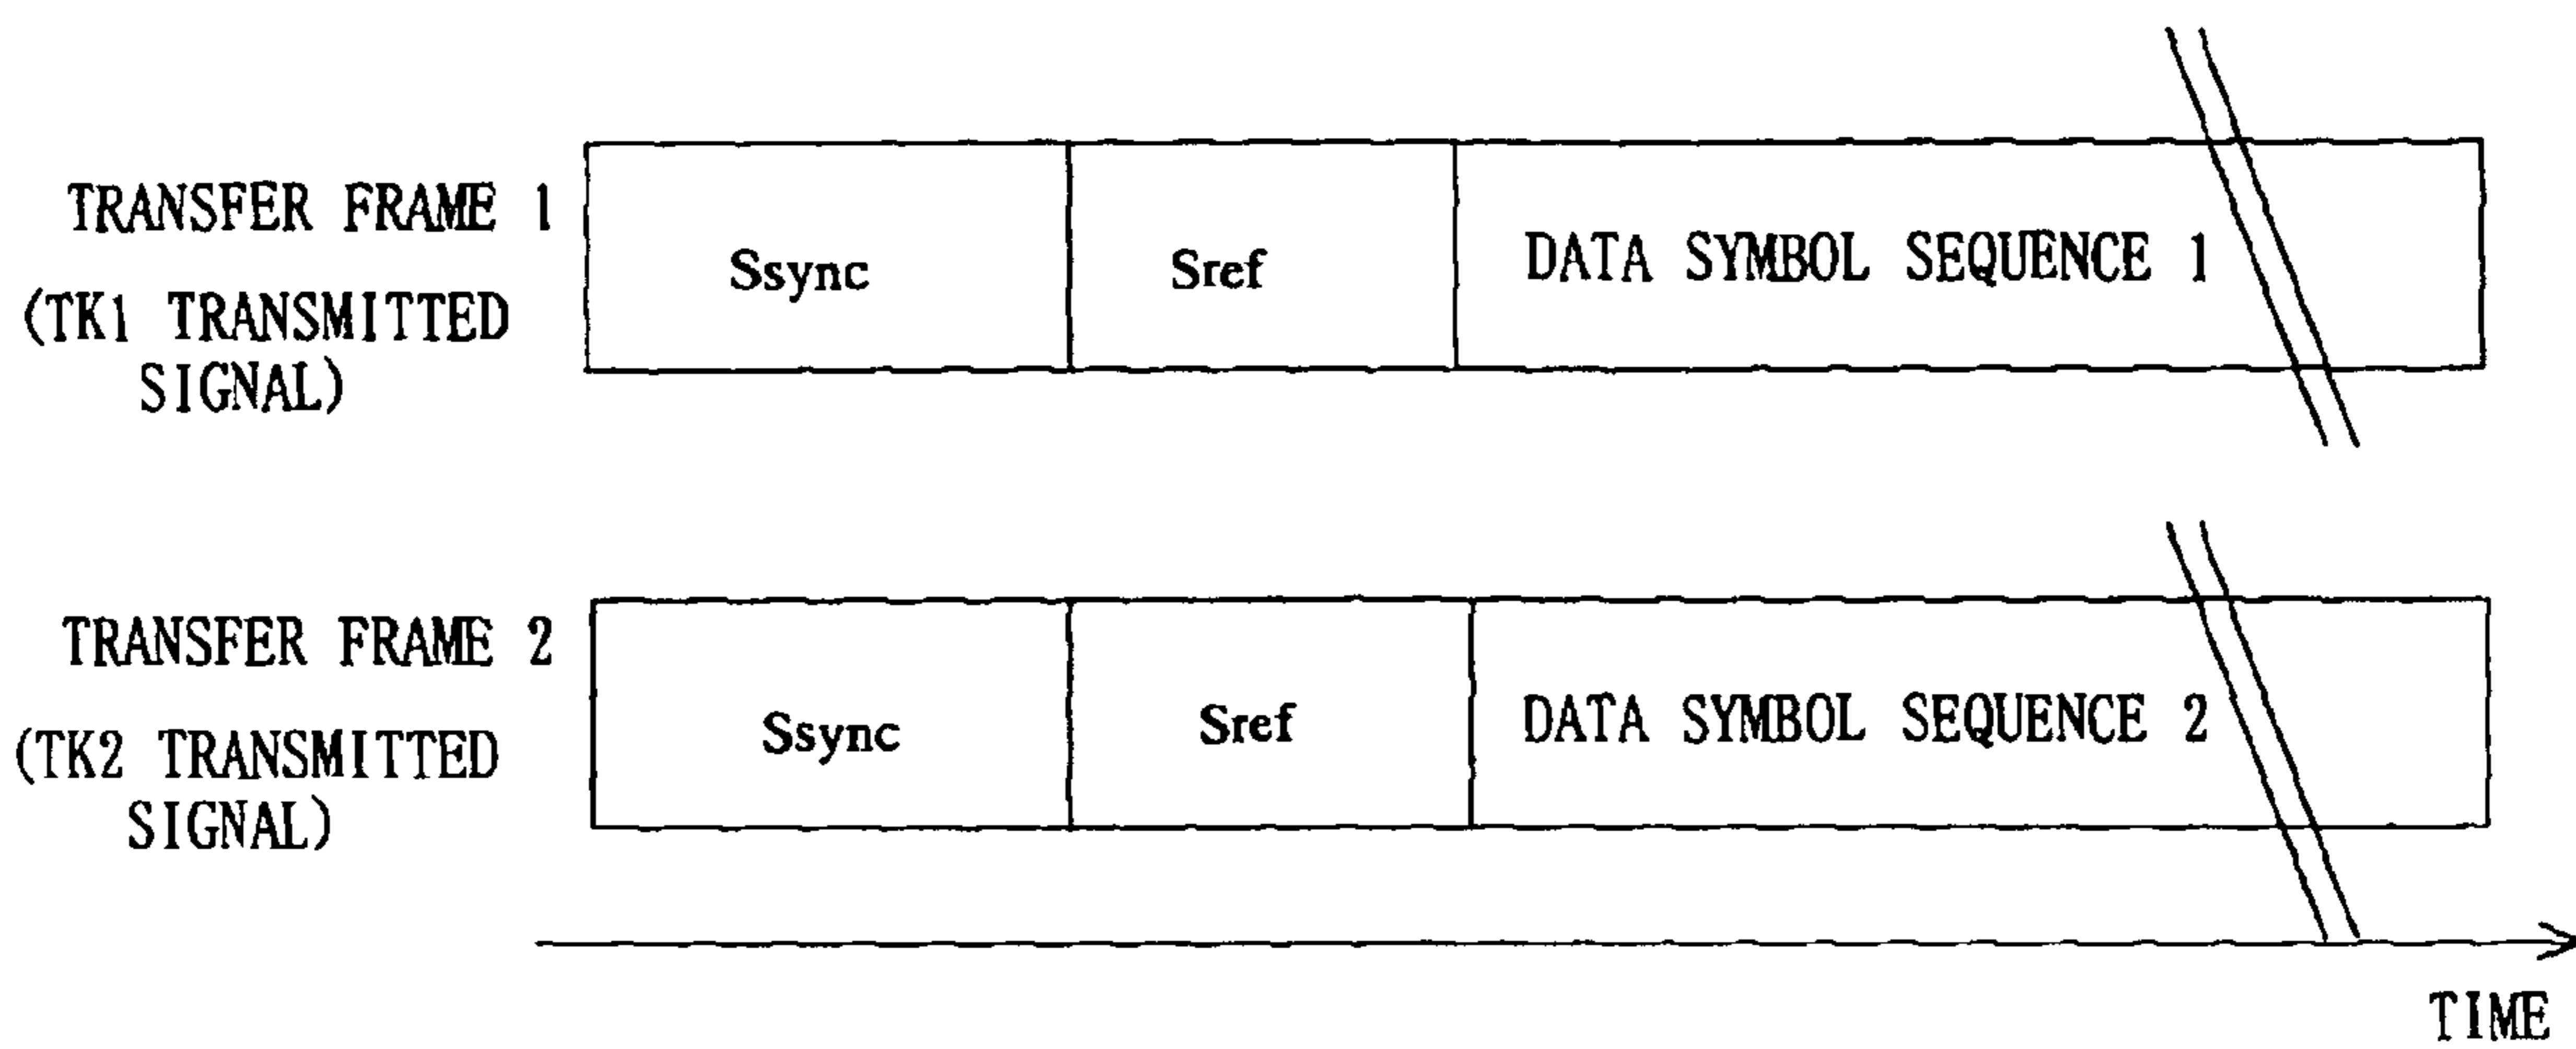 TRANSFER FRAME 1
(TK1 TRANSMITTED
SIGNAL)
Ssync
Sref
DATA SYMBOL SEQUENCE 1
TRANSFER FRAME 2
(TK2 TRANSMITTED
SIGNAL)
Ssync
Sref
DATA SYMBOL SEQUENCE 2
TIME